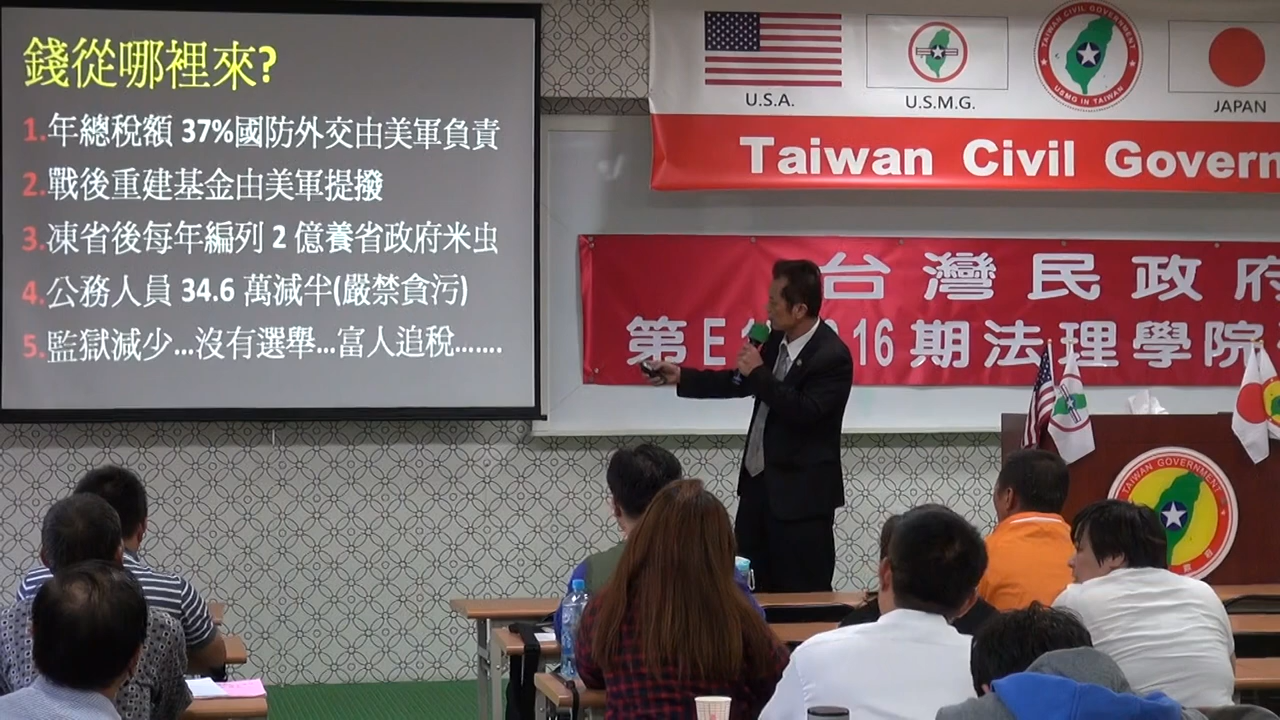 錢從哪裡來?
1.年總稅額 37%國防外交由美軍負責
2.戰後重建基金由美軍提撥
3.凍省後每年編列 2 億養省政府米虫
4.公務人員 34.6 萬減半(嚴禁貪污)
5.監獄減少...沒有選舉...富人追稅.......
U.S.A.
U.S.M.G.
TAIWAN CIVIL GOVERNMENT
USMG IN TAIWAN
JAPAN
Taiwan Civil Govern
台灣民政府
第E1 16期法理學院
TAIWAN GOVERNMENT